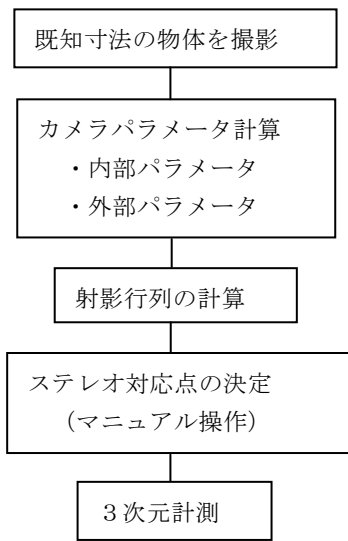 既知寸法の物体を撮影
カメラパラメータ計算
・内部パラメータ
・外部パラメータ
射影行列の計算
ステレオ対応点の決定
（マニュアル操作）
３次元計測